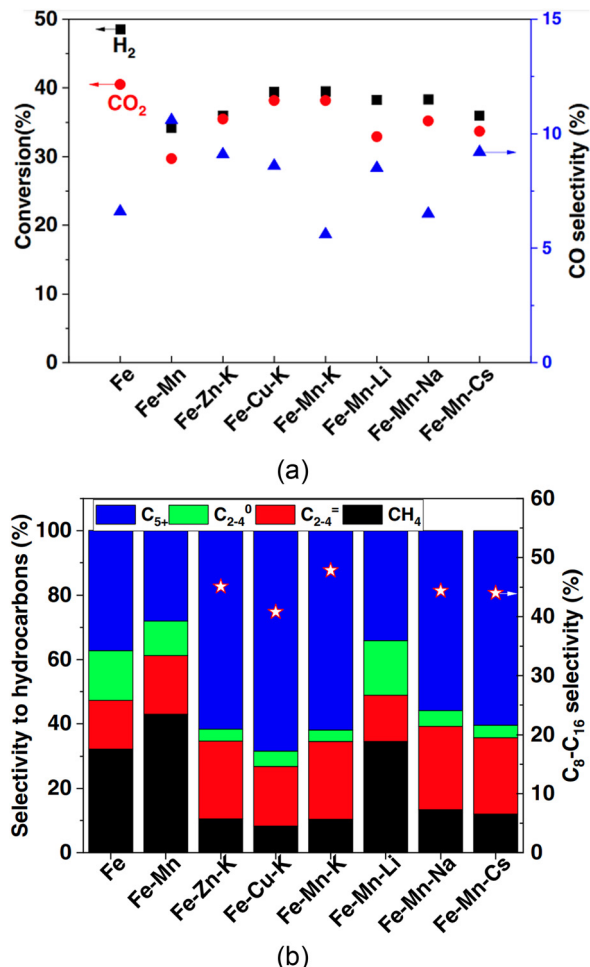 50
40
30
20
10
0
Conversion(%)
H2
CO2
15
10
5
0
CO selectivity (%)
Fe
Fe-Mn
Fe-Zn-K
Fe-Cu-K
Fe-Mn-K
Fe-Mn-Li
Fe-Mn-Na
Fe-Mn-Cs
(a)
C5+ C2-4^0 C2-4^= CH4
100
80
60
40
20
0
Selectivity to hydrocarbons (%)
60
50
40
30
20
10
0
C8-C16 selectivity (%)
Fe
Fe-Mn
Fe-Zn-K
Fe-Cu-K
Fe-Mn-K
Fe-Mn-Li
Fe-Mn-Na
Fe-Mn-Cs
(b)